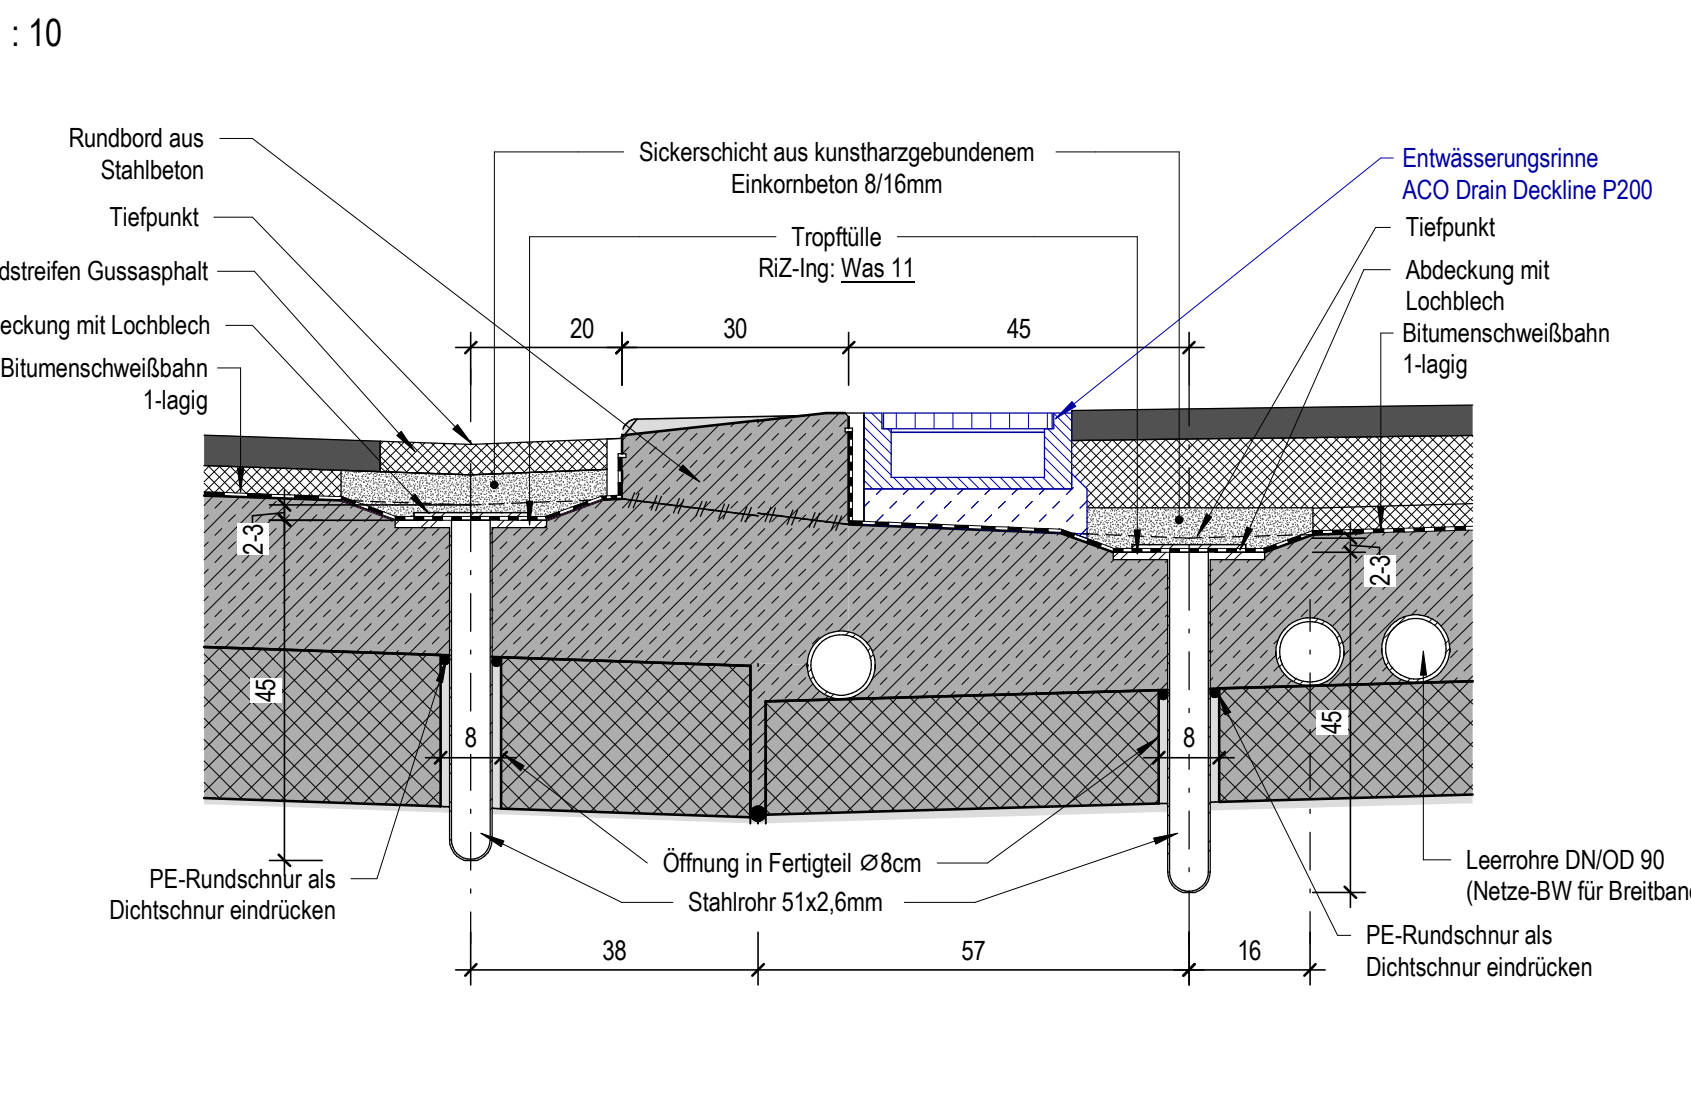 : 10
Rundbord aus
Stahlbeton
Tiefpunkt
dstreifen Gussasphalt
eckung mit Lochblech
Bitumenschweißbahn
1-lagig
Sickerschicht aus kunstharzgebundenem
Einkornbeton 8/16mm
Tropftülle
RiZ-Ing: Was 11
Entwässerungsrinne
ACO Drain Deckline P200
Tiefpunkt
Abdeckung mit
Lochblech
Bitumenschweißbahn
1-lagig
20
30
45
2-3
2-3
45
45
8
8
Öffnung in Fertigteil ∅8cm
Stahlrohr 51x2,6mm
PE-Rundschnur als
Dichtschnur eindrücken
Leerrohre DN/OD 90
(Netze-BW für Breitban
PE-Rundschnur als
Dichtschnur eindrücken
38
57
16